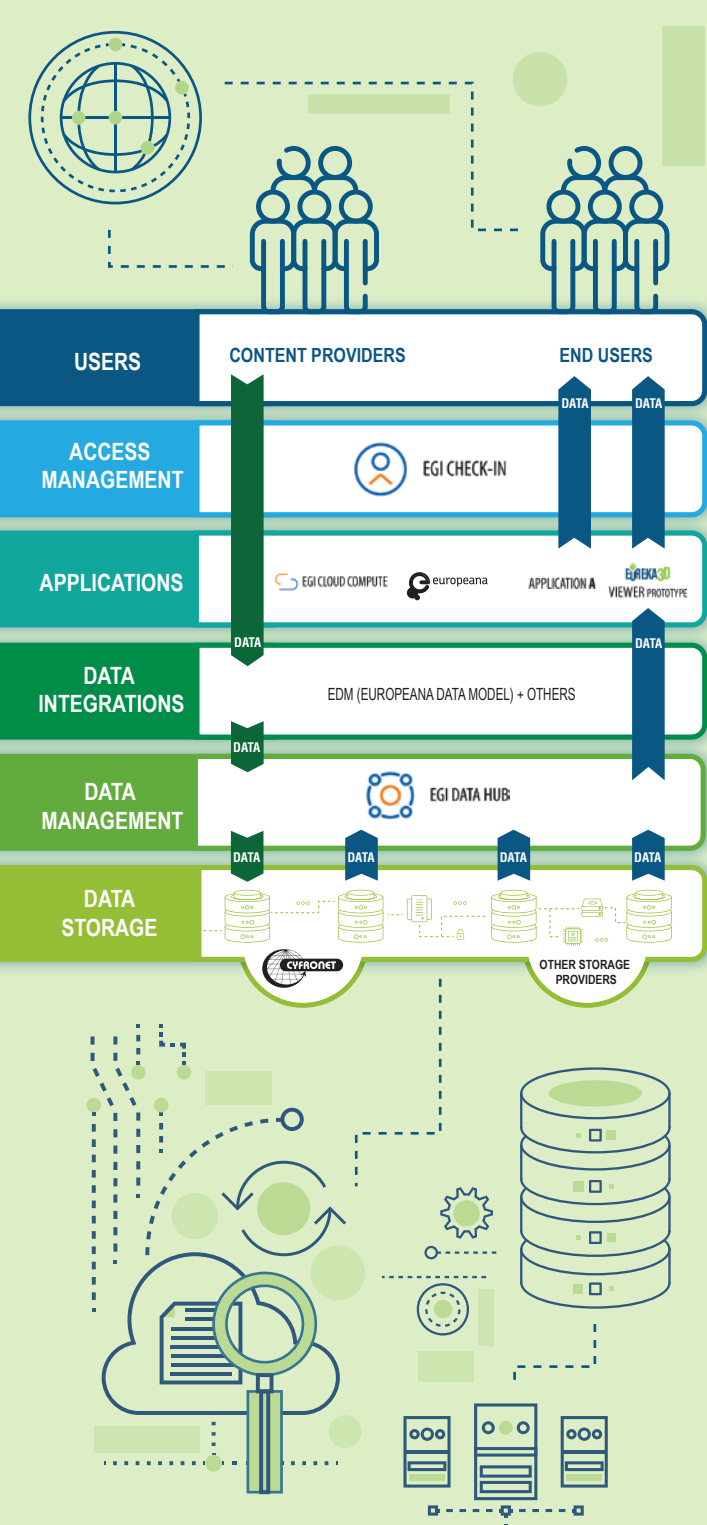 USERS
CONTENT PROVIDERS
END USERS
DATA
DATA
ACCESS
MANAGEMENT
EGI CHECK-IN
APPLICATIONS
EGI CLOUD COMPUTE
europeana
APPLICATION A
EUREKA3D
VIEWER PROTOTYPE
DATA
DATA
DATA
INTEGRATIONS
EDM (EUROPEANA DATA MODEL) + OTHERS
DATA
DATA
MANAGEMENT
EGI DATA HUB
DATA
DATA
DATA
DATA
DATA
STORAGE
CYFRONET
OTHER STORAGE
PROVIDERS